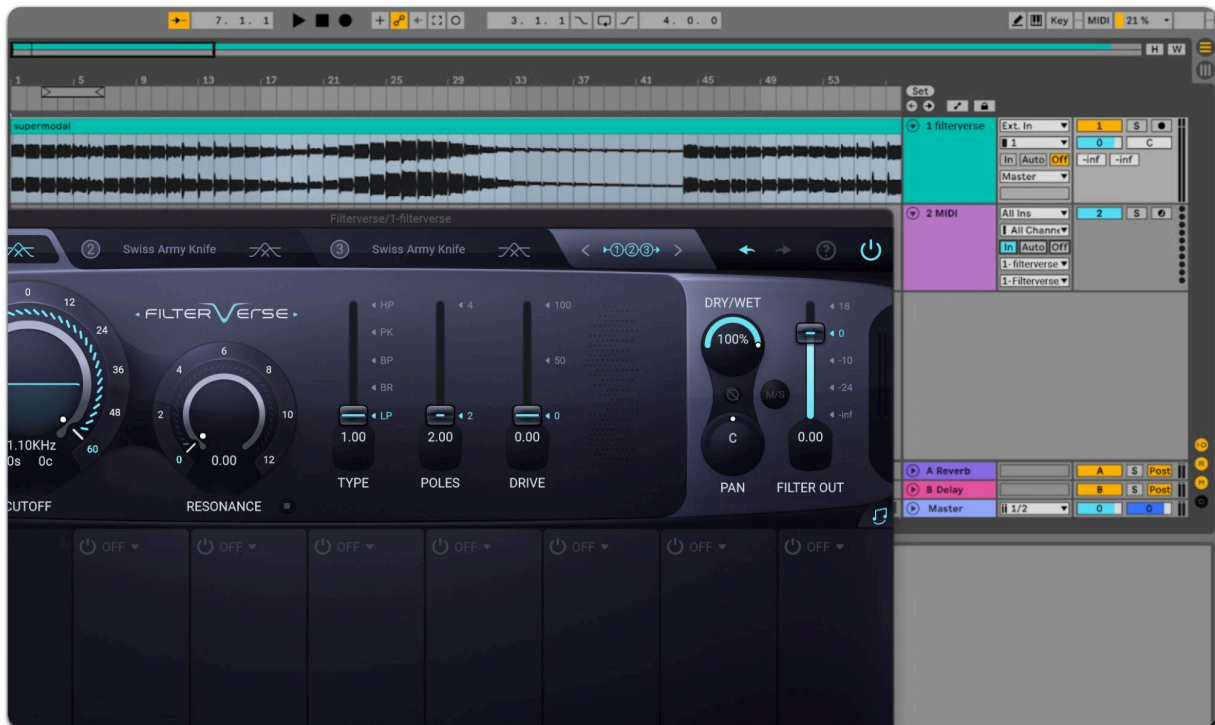 7. 1. 1
3. 1. 1
4. 0. 0
Key
MIDI
21 %
H W
1 5 9 13 17 21 25 29 33 37 41 45 49 53
Set
supermodal
1 filterverse
Ext. In
1
S
1
0
C
In Auto Off
-inf -inf
Master
Filterverse/1-filterverse
2 MIDI
All Ins
2
S
All Channe
In Auto Off
1-filterverse
1-Filterverse
2 Swiss Army Knife
3 Swiss Army Knife
1 2 3
?
0
12
24
36
48
60
1.10KHz
0s 0c
CUTOFF
FILTERVERSE
6
4 8
2 10
0 0.00 12
RESONANCE
HP
PK
BP
BR
LP
1.00
TYPE
4
2
2.00
POLES
100
50
0
0.00
DRIVE
DRY/WET
100%
M/S
C
PAN
18
0
-10
-24
-inf
0.00
FILTER OUT
A Reverb
A S Post
B Delay
B S Post
Master
1/2
0
0
OFF OFF OFF OFF OFF OFF OFF